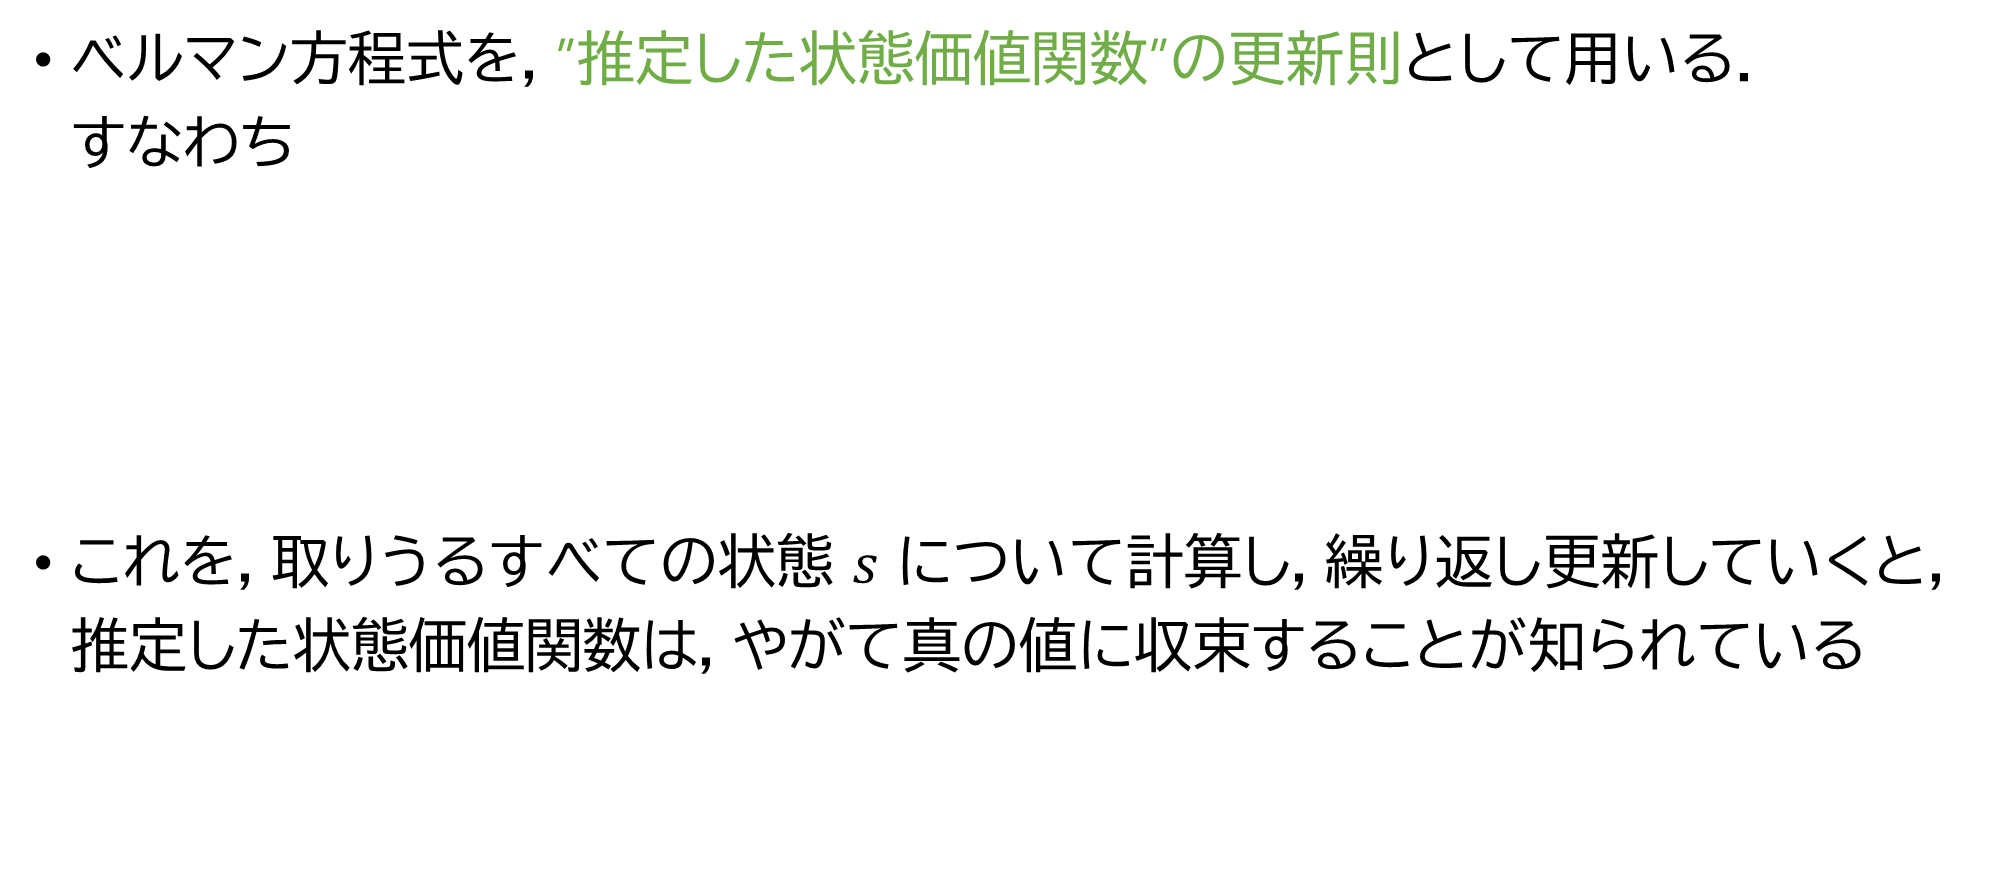 • ベルマン方程式を, "推定した状態価値関数"の更新則として用いる.
すなわち
• これを, 取りうるすべての状態 s について計算し, 繰り返し更新していくと,
推定した状態価値関数は, やがて真の値に収束することが知られている